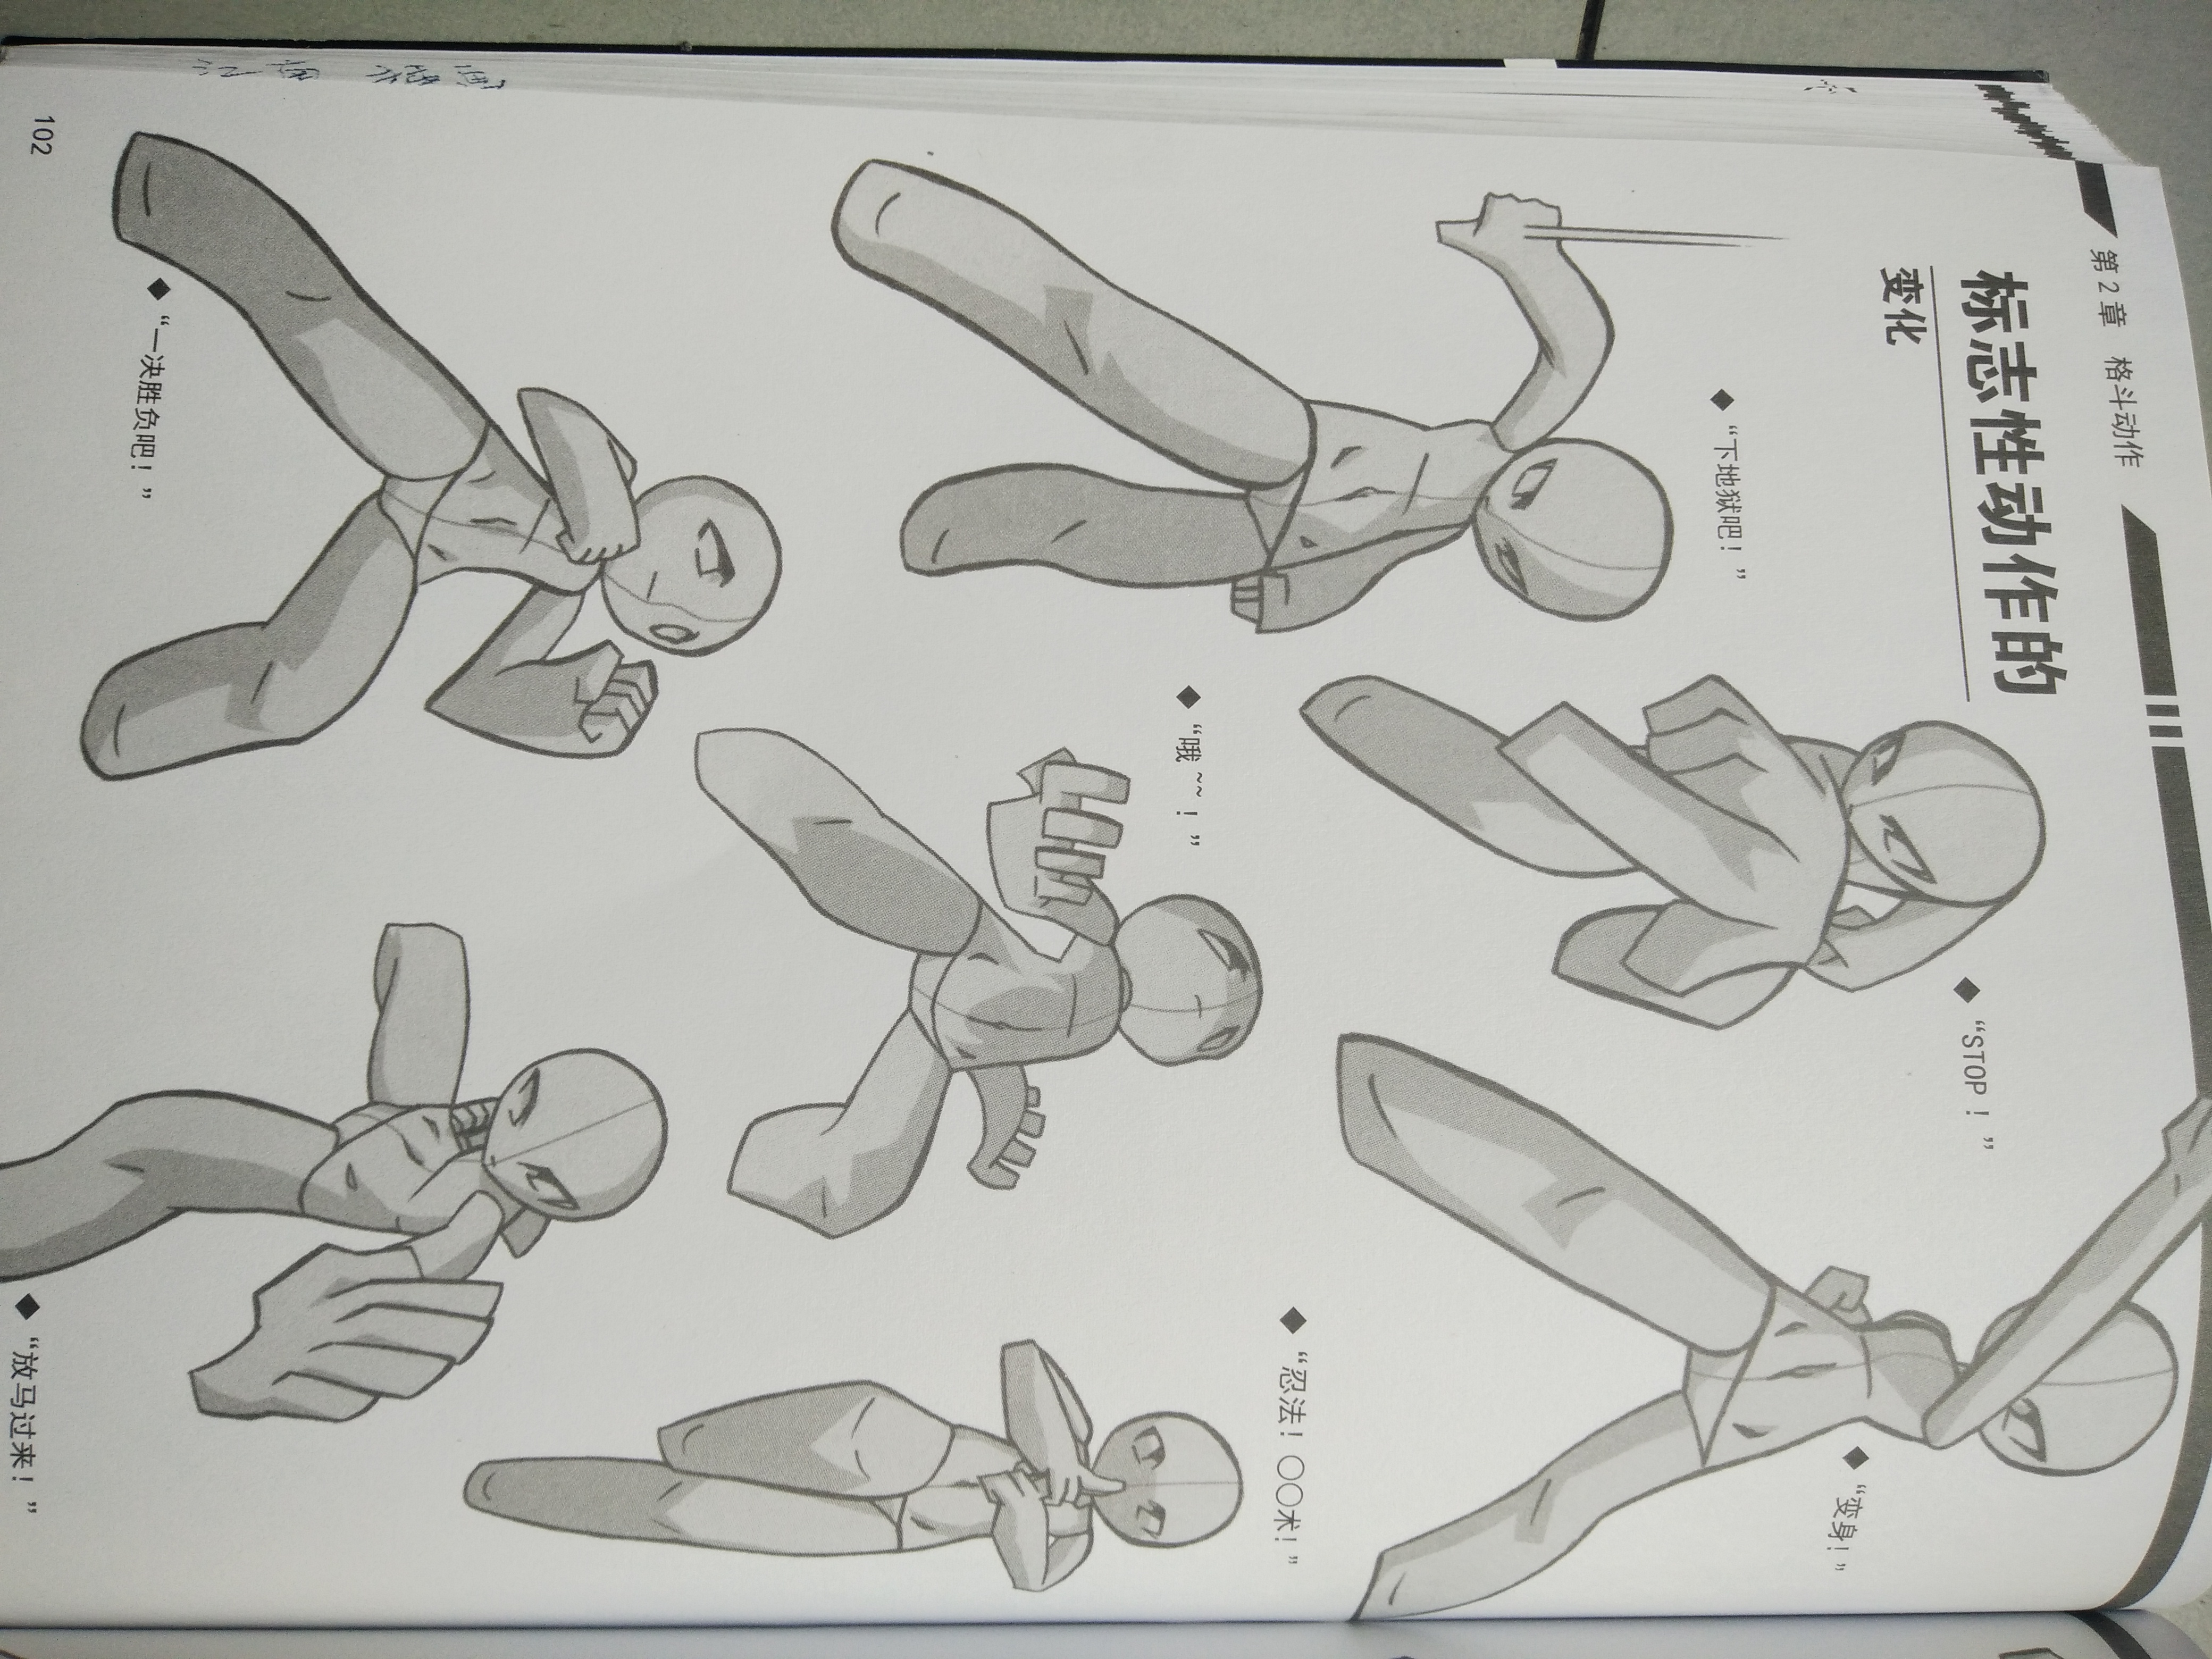 第2章 格斗动作
标志性动作的
变化
◆“下地狱吧！”
◆“STOP！”
◆“变身！”
◆“哦~~！”
◆“忍法！○○术！”
◆“一决胜负吧！”
◆“放马过来！”
102